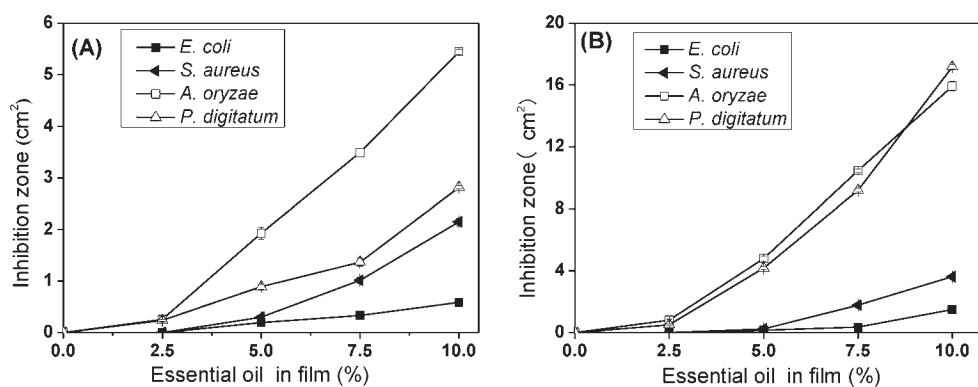 (A)
E. coli
S. aureus
A. oryzae
P. digitatum
6
5
4
3
2
1
0
Inhibition zone (cm²)
0.0 2.5 5.0 7.5 10.0
Essential oil in film (%)
(B)
E. coli
S. aureus
A. oryzae
P. digitatum
20
16
12
8
4
0
Inhibition zone ( cm²)
0.0 2.5 5.0 7.5 10.0
Essential oil in film (%)